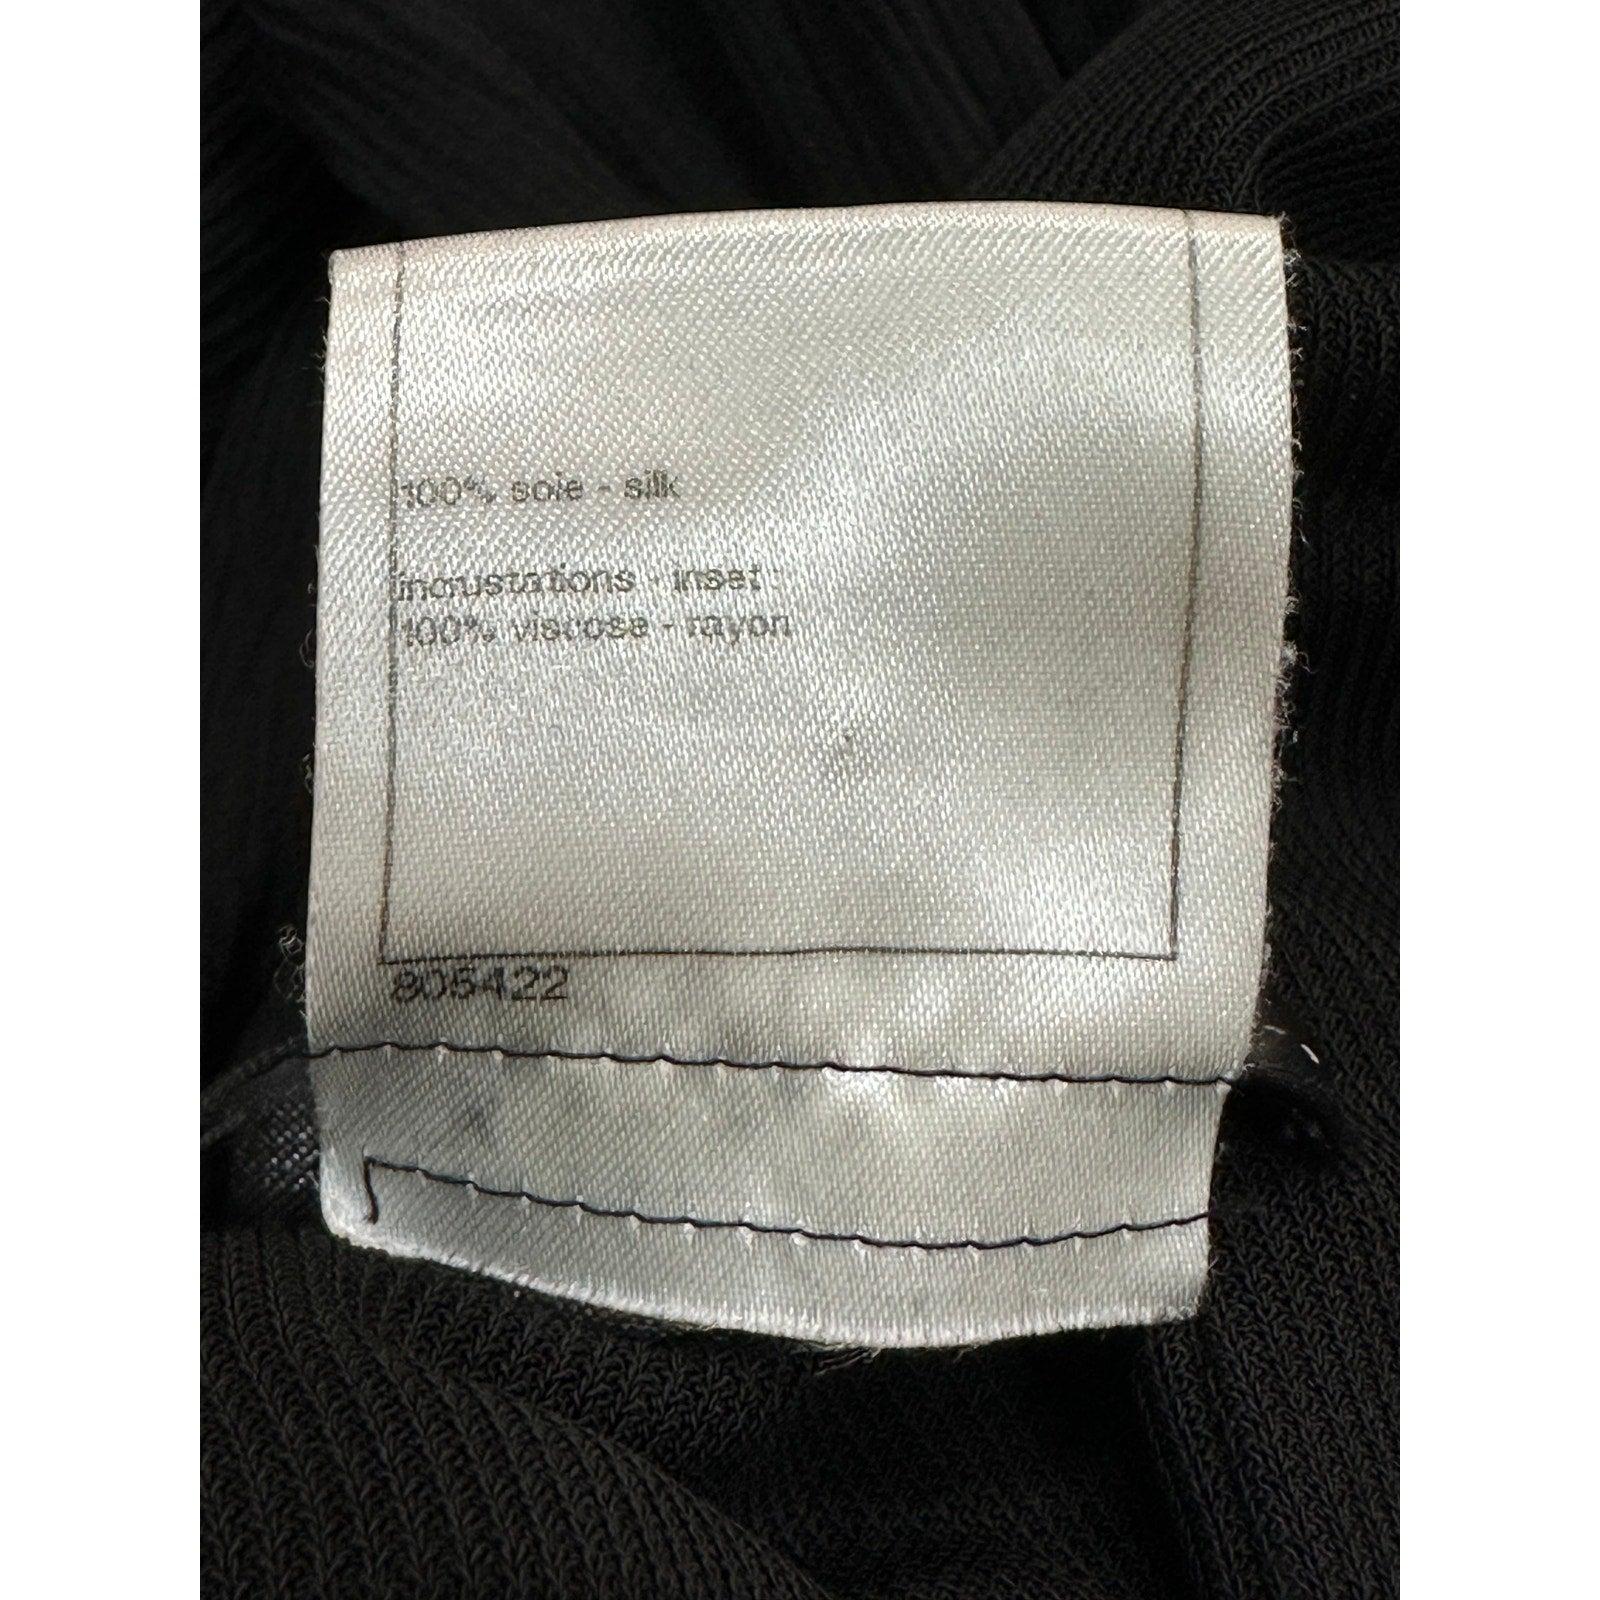 100% soie - silk
incrustations - inset:
100% viscose - rayon
805422